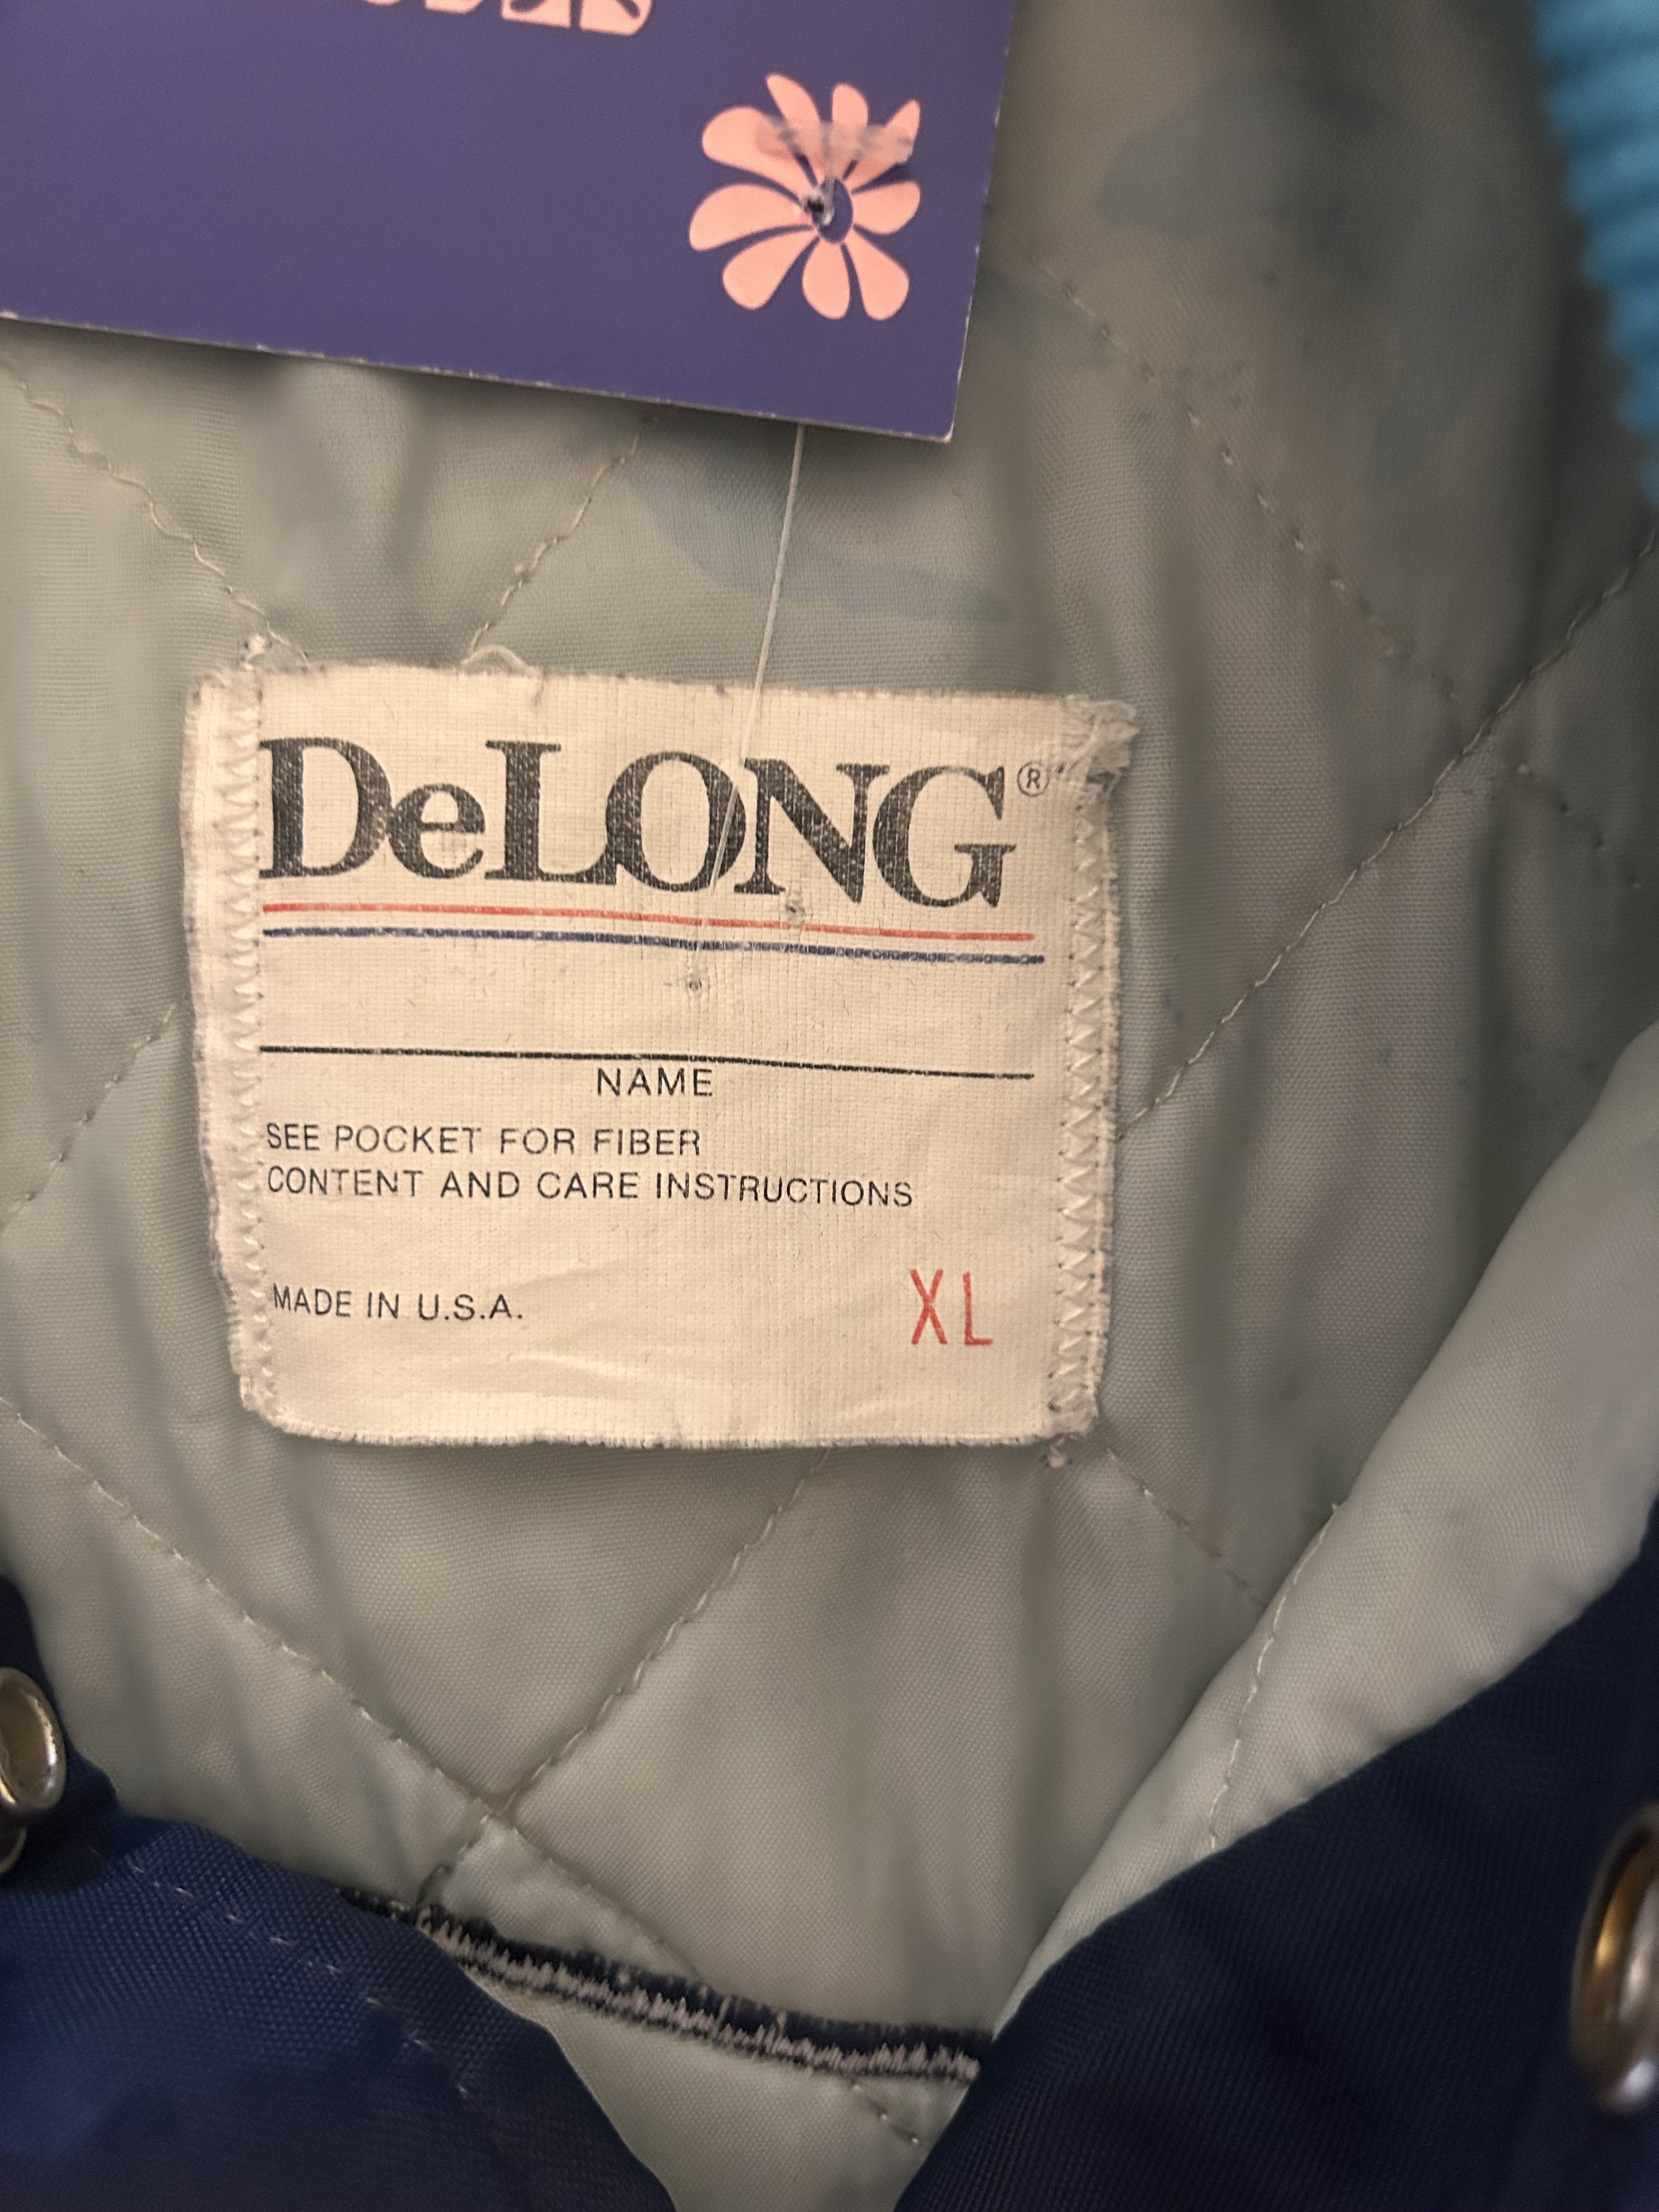 DeLONG®
NAME
SEE POCKET FOR FIBER
CONTENT AND CARE INSTRUCTIONS
MADE IN U.S.A.
XL